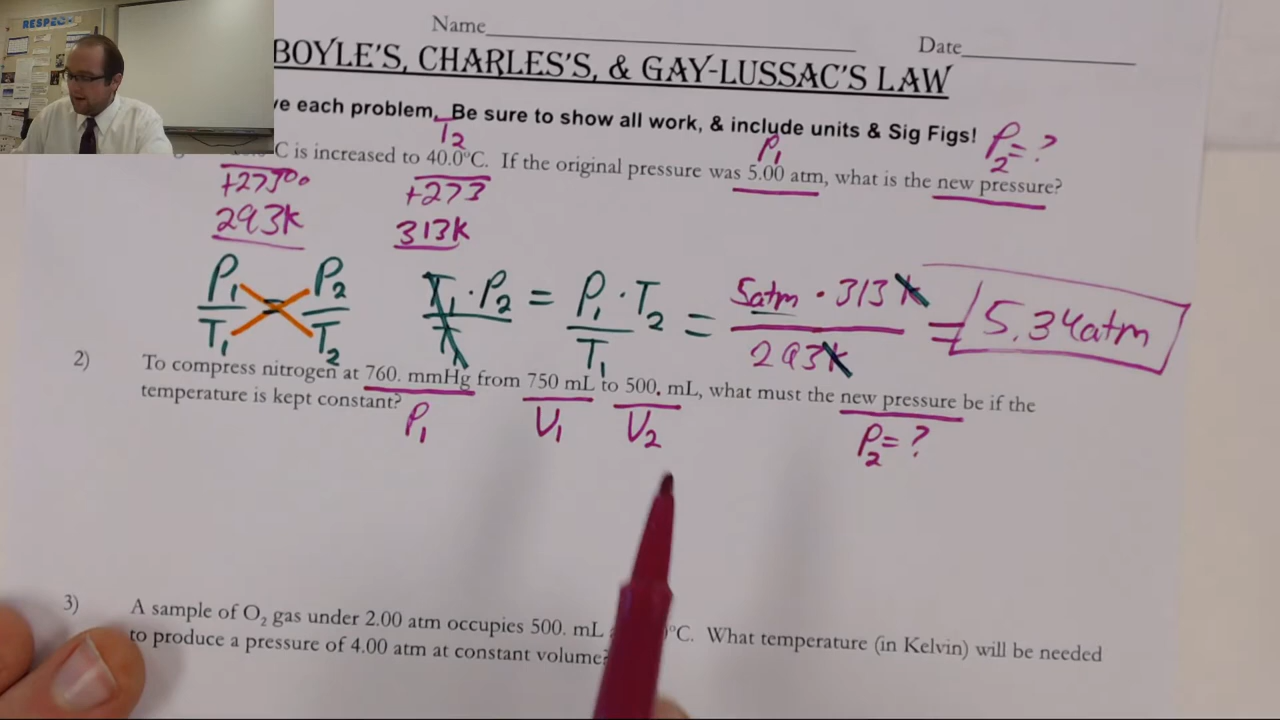 RESPECT
Name____________ Date____________
BOYLE'S, CHARLES'S, & GAY-LUSSAC'S LAW
each problem. Be sure to show all work, & include units & Sig Figs!
T2 P1 P2=?
C is increased to 40.0°C. If the original pressure was 5.00 atm, what is the new pressure?
+273 +273
293K 313K
P1/T1 = P2/T2 T1·P2/T1 = P1·T2/T1 = 5atm·313K/293K = 5.34atm
2) To compress nitrogen at 760. mmHg from 750 mL to 500. mL, what must the new pressure be if the
temperature is kept constant?
P1 V1 V2 P2=?
3) A sample of O2 gas under 2.00 atm occupies 500. mL °C. What temperature (in Kelvin) will be needed
to produce a pressure of 4.00 atm at constant volume?